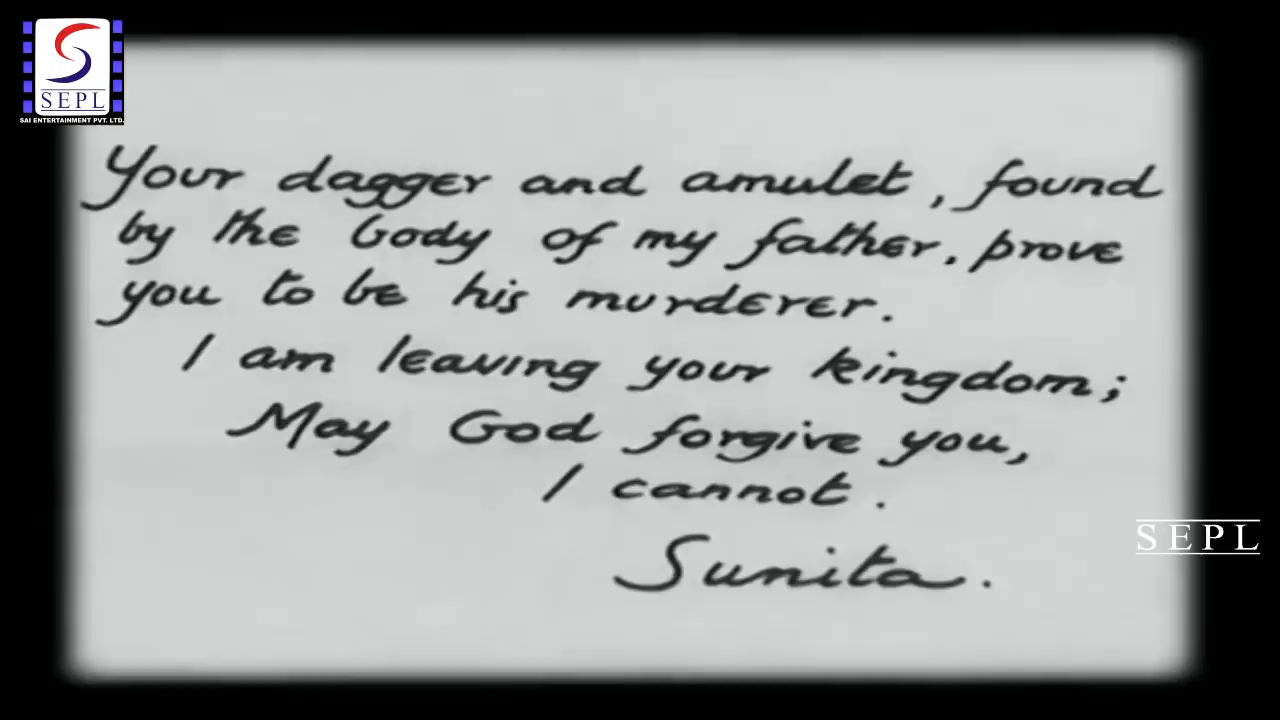 SEPL
SAI ENTERTAINMENT PVT. LTD.
Your dagger and amulet, found
by the body of my father, prove
you to be his murderer.
I am leaving your kingdom;
May God forgive you,
I cannot.
Sunita.
SEPL